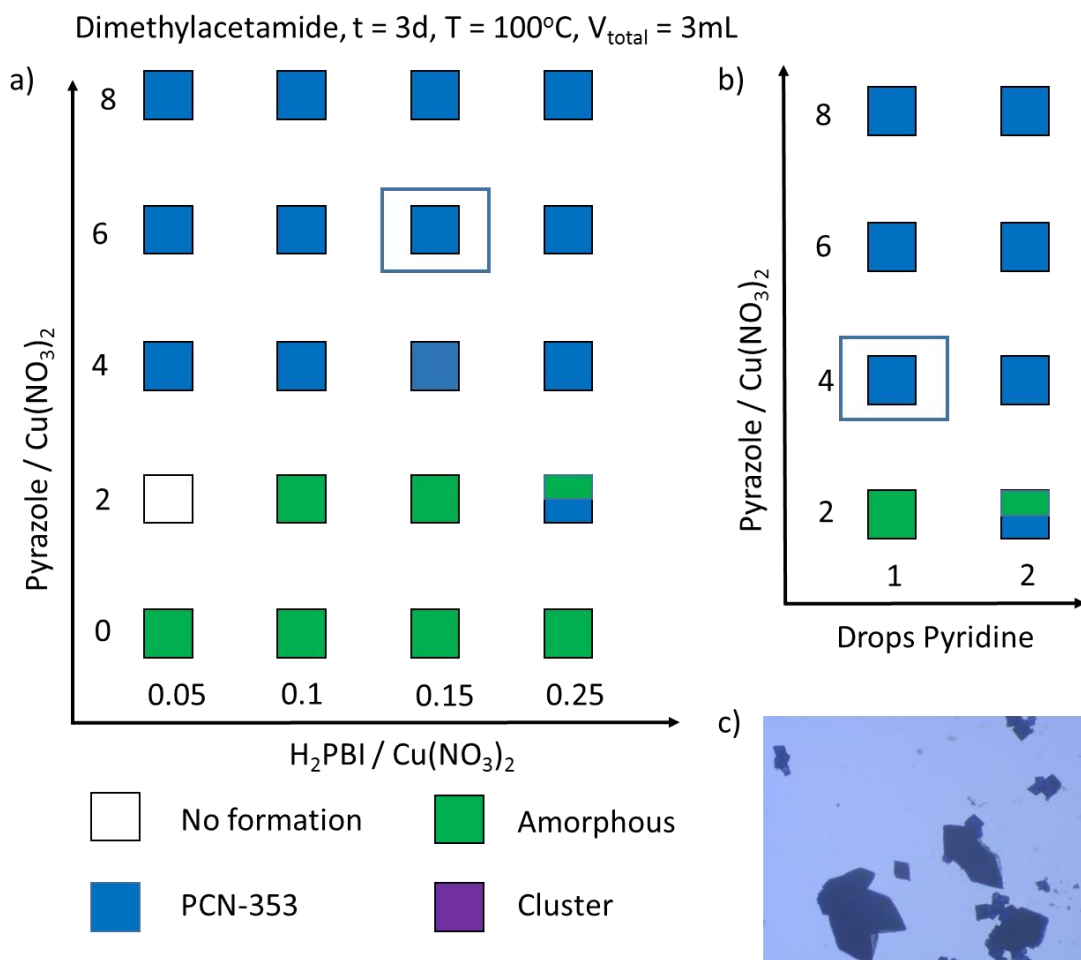 Dimethylacetamide, t = 3d, T = 100°C, V_total = 3mL
a)
8
6
4
2
0
Pyrazole / Cu(NO₃)₂
0.05 0.1 0.15 0.25
H₂PBI / Cu(NO₃)₂
b)
8
6
4
2
Pyrazole / Cu(NO₃)₂
1 2
Drops Pyridine
c)
No formation
Amorphous
PCN-353
Cluster